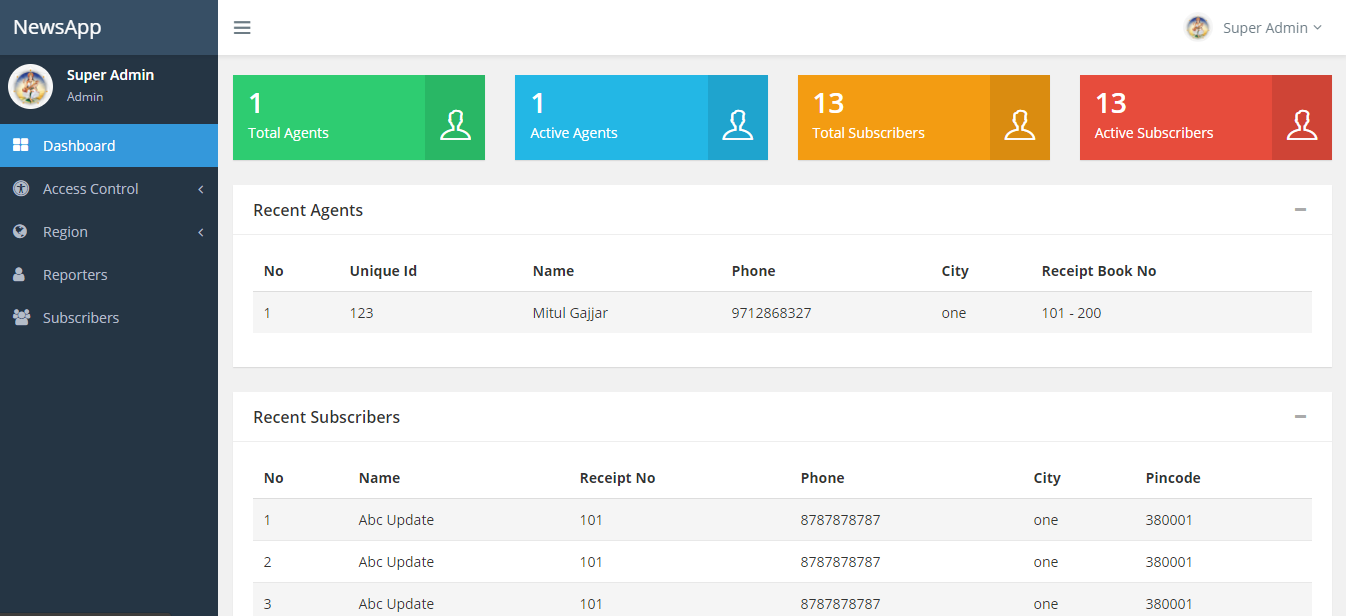 NewsApp
Super Admin
Super Admin
Admin
Dashboard
Access Control
Region
Reporters
Subscribers
1
Total Agents
1
Active Agents
13
Total Subscribers
13
Active Subscribers
Recent Agents
No Unique Id Name Phone City Receipt Book No
1 123 Mitul Gajjar 9712868327 one 101 - 200
Recent Subscribers
No Name Receipt No Phone City Pincode
1 Abc Update 101 8787878787 one 380001
2 Abc Update 101 8787878787 one 380001
3 Abc Update 101 8787878787 one 380001